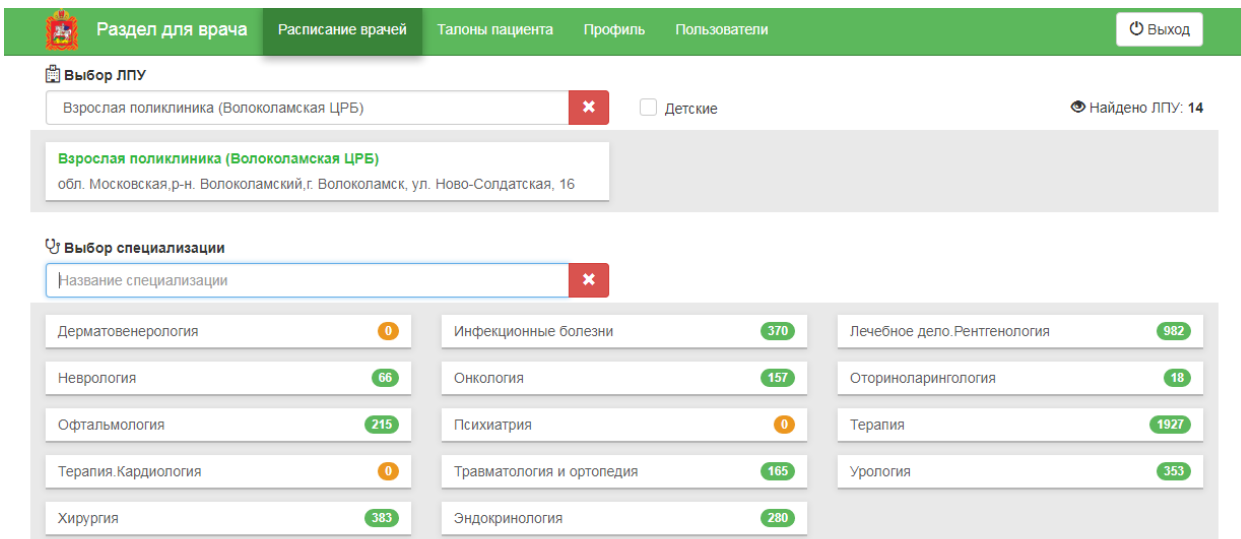 Раздел для врача Расписание врачей Талоны пациента Профиль Пользователи Выход
Выбор ЛПУ
Взрослая поликлиника (Волоколамская ЦРБ) Детские Найдено ЛПУ: 14
Взрослая поликлиника (Волоколамская ЦРБ)
обл. Московская,р-н. Волоколамский,г. Волоколамск, ул. Ново-Солдатская, 16
Выбор специализации
Название специализации
Дерматовенерология 0 Инфекционные болезни 370 Лечебное дело.Рентгенология 982
Неврология 66 Онкология 157 Оториноларингология 18
Офтальмология 215 Психиатрия 0 Терапия 1927
Терапия.Кардиология 0 Травматология и ортопедия 165 Урология 353
Хирургия 383 Эндокринология 280